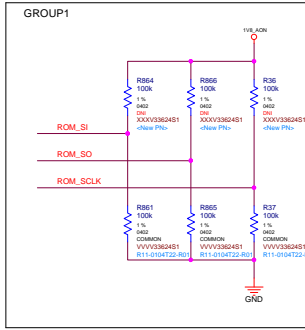 GROUP1
1V8_AON
R864
100k
1 %
0402
DNI
XXXV33624S1
<New PN>
R866
100k
1 %
0402
DNI
XXXV33624S1
<New PN>
R36
100k
1 %
0402
DNI
XXXV33624S1
<New PN>
ROM_SI
ROM_SO
ROM_SCLK
R861
100k
1 %
0402
COMMON
VVVV33624S1
R11-0104T22-R01
R865
100k
1 %
0402
COMMON
VVVV33624S1
R11-0104T22-R01
R37
100k
1 %
0402
COMMON
VVVV33624S1
R11-0104T22-
GND